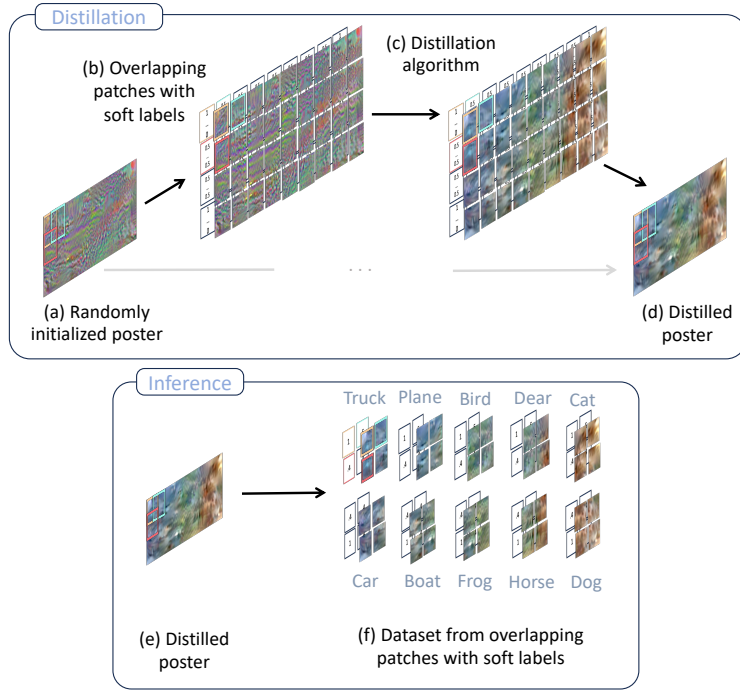 Distillation
(b) Overlapping
patches with
soft labels
(c) Distillation
algorithm
. . .
(a) Randomly
initialized poster
(d) Distilled
poster
Inference
Truck Plane Bird Dear Cat
Car Boat Frog Horse Dog
(e) Distilled
poster
(f) Dataset from overlapping
patches with soft labels